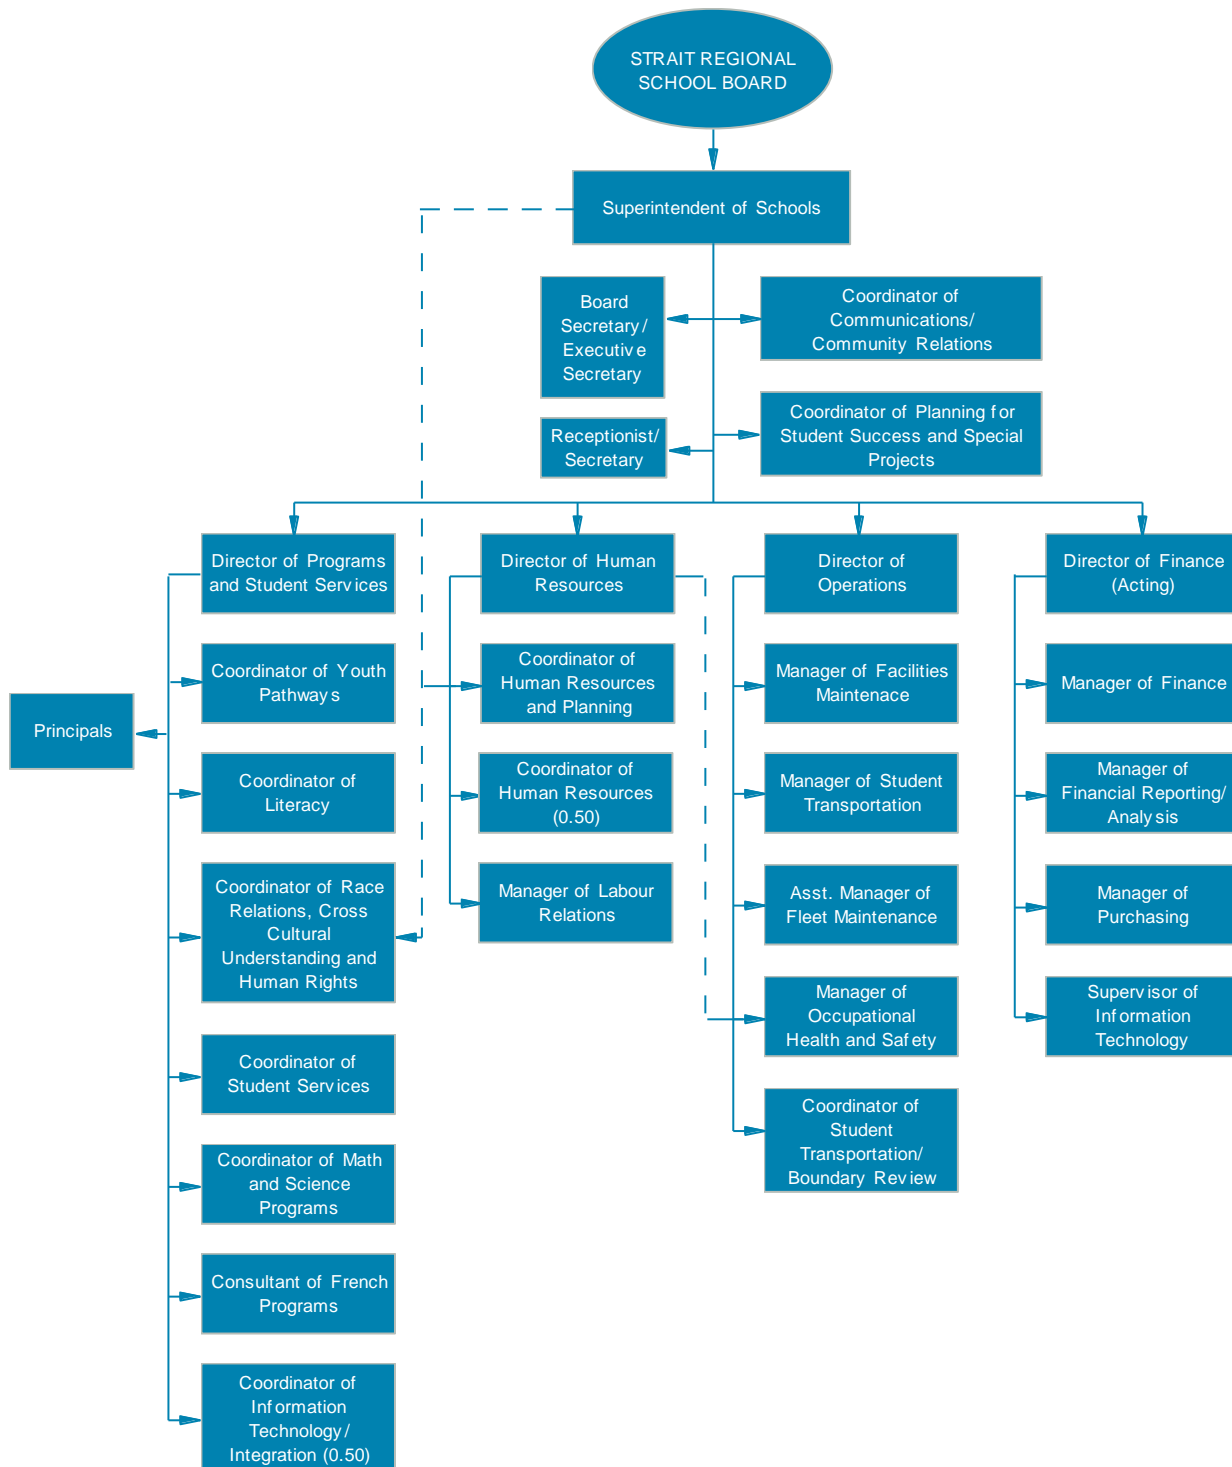 STRAIT REGIONAL
SCHOOL BOARD
Superintendent of Schools
Board
Secretary/
Executive
Secretary
Coordinator of
Communications/
Community Relations
Receptionist/
Secretary
Coordinator of Planning for
Student Success and Special
Projects
Director of Programs
and Student Services
Director of Human
Resources
Director of
Operations
Director of Finance
(Acting)
Principals
Coordinator of Youth
Pathways
Coordinator of
Literacy
Coordinator of Race
Relations, Cross
Cultural
Understanding and
Human Rights
Coordinator of
Student Services
Coordinator of Math
and Science
Programs
Consultant of French
Programs
Coordinator of
Information
Technology/
Integration (0.50)
Coordinator of
Human Resources
and Planning
Coordinator of
Human Resources
(0.50)
Manager of Labour
Relations
Manager of Facilities
Maintenace
Manager of Student
Transportation
Asst. Manager of
Fleet Maintenance
Manager of
Occupational
Health and Safety
Coordinator of
Student
Transportation/
Boundary Review
Manager of Finance
Manager of
Financial Reporting/
Analysis
Manager of
Purchasing
Supervisor of
Information
Technology